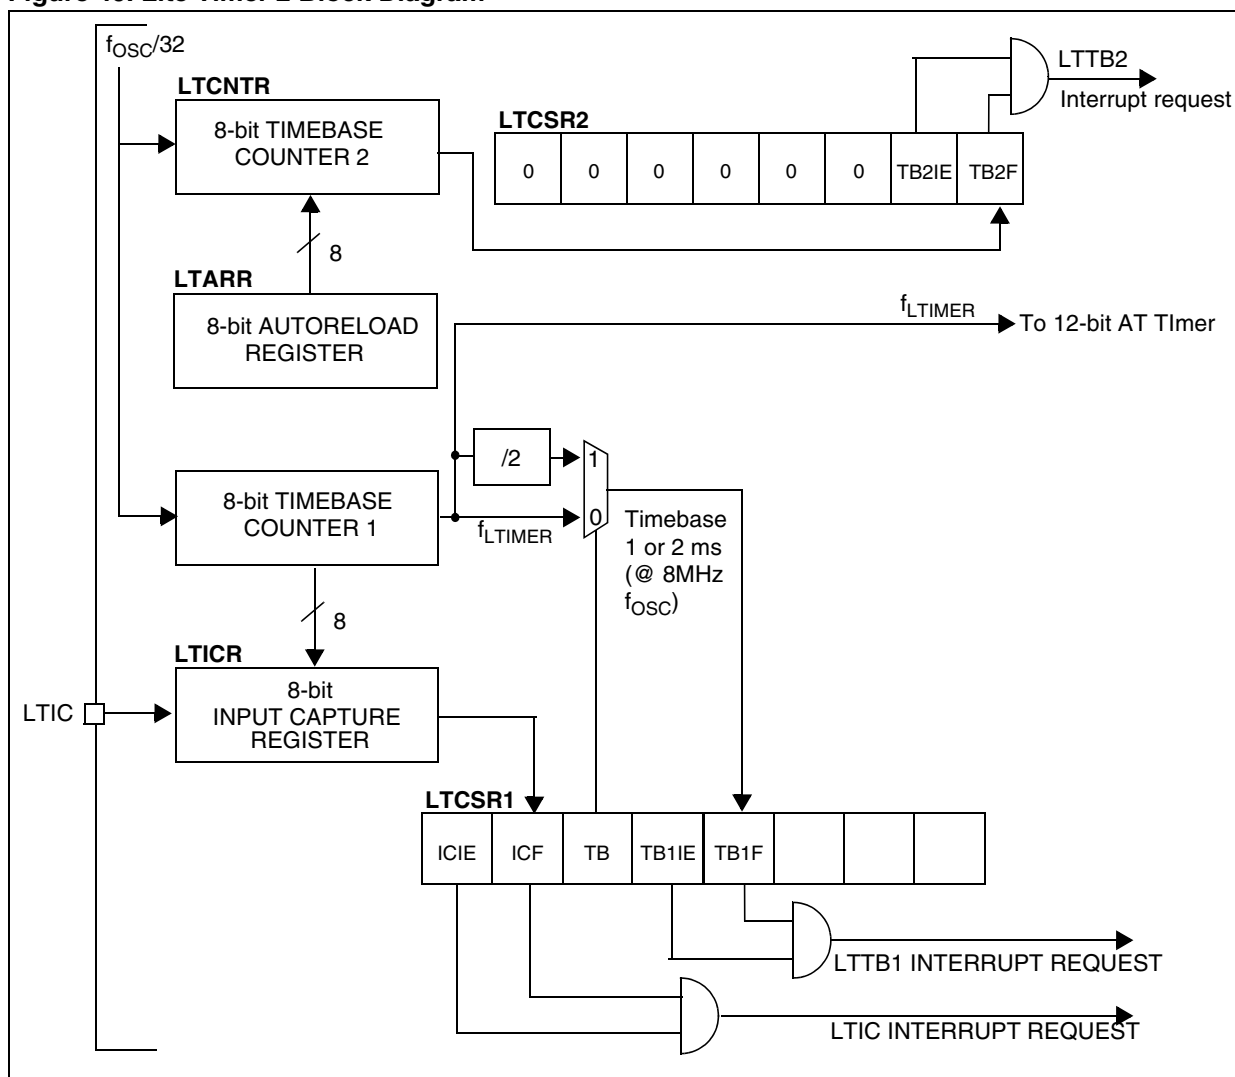 fOSC/32
LTCNTR
8-bit TIMEBASE
COUNTER 2
8
LTARR
8-bit AUTORELOAD
REGISTER
LTCSR2
0 0 0 0 0 0 TB2IE TB2F
LTTB2
Interrupt request
fLTIMER
To 12-bit AT TImer
/2
1
0
fLTIMER
8-bit TIMEBASE
COUNTER 1
Timebase
1 or 2 ms
(@ 8MHz
fOSC)
8
LTICR
8-bit
INPUT CAPTURE
REGISTER
LTIC
LTCSR1
ICIE ICF TB TB1IE TB1F
LTTB1 INTERRUPT REQUEST
LTIC INTERRUPT REQUEST